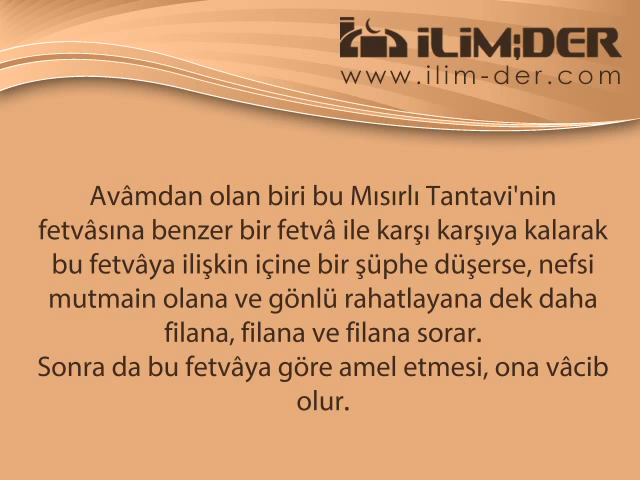 İLİM;DER
www.ilim-der.com
Avâmdan olan biri bu Mısırlı Tantavi'nin
fetvâsına benzer bir fetvâ ile karşı karşıya kalarak
bu fetvâya ilişkin içine bir şüphe düşerse, nefsi
mutmain olana ve gönlü rahatlayana dek daha
filana, filana ve filana sorar.
Sonra da bu fetvâya göre amel etmesi, ona vâcib
olur.